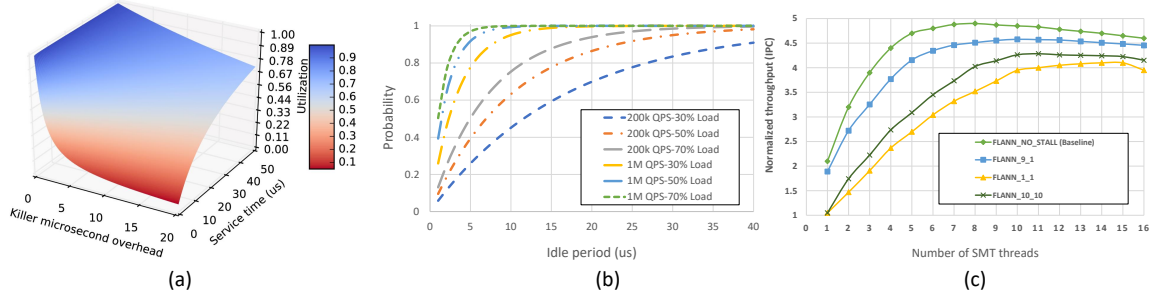 1.00
0.89
0.78
0.67
0.56
0.44
0.33
0.22
0.11
0.00
Utilization
0.9
0.8
0.7
0.6
0.5
0.4
0.3
0.2
0.1
0
5
10
15
20
Killer microsecond overhead
0
10
20
30
40
50
Service time (us)
(a)
Probability
1
0.8
0.6
0.4
0.2
0
0
5
10
15
20
25
30
35
40
Idle period (us)
200k QPS-30% Load
200k QPS-50% Load
200k QPS-70% Load
1M QPS-30% Load
1M QPS-50% Load
1M QPS-70% Load
(b)
Normalized throughput (IPC)
5
4.5
4
3.5
3
2.5
2
1.5
1
0 1 2 3 4 5 6 7 8 9 10 11 12 13 14 15 16
Number of SMT threads
FLANN_NO_STALL (Baseline)
FLANN_9_1
FLANN_1_1
FLANN_10_10
(c)